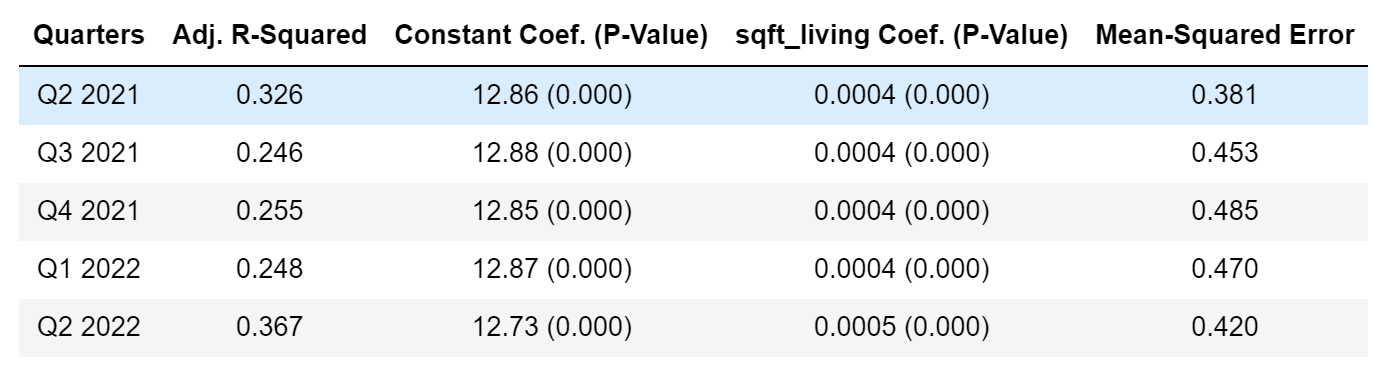 Quarters Adj. R-Squared Constant Coef. (P-Value) sqft_living Coef. (P-Value) Mean-Squared Error
Q2 2021 0.326 12.86 (0.000) 0.0004 (0.000) 0.381
Q3 2021 0.246 12.88 (0.000) 0.0004 (0.000) 0.453
Q4 2021 0.255 12.85 (0.000) 0.0004 (0.000) 0.485
Q1 2022 0.248 12.87 (0.000) 0.0004 (0.000) 0.470
Q2 2022 0.367 12.73 (0.000) 0.0005 (0.000) 0.420